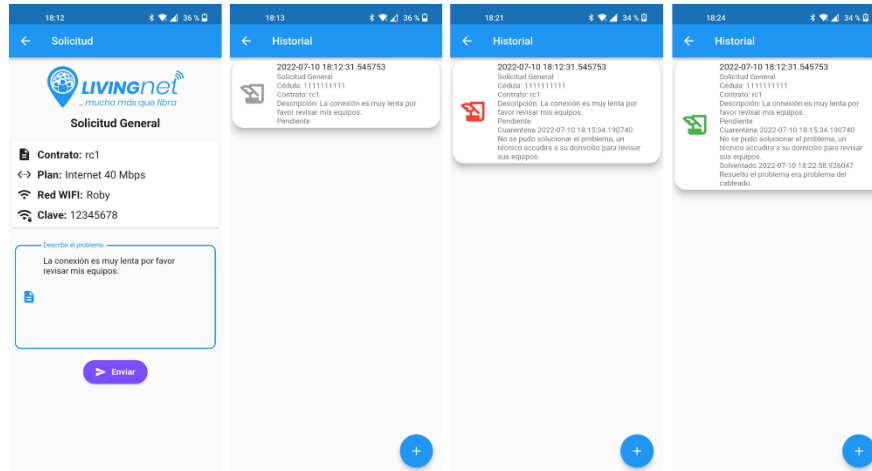 18:12
36 %
Solicitud
LIVINGnet
... mucho más que fibra
Solicitud General
Contrato: rc1
Plan: Internet 40 Mbps
Red WIFI: Roby
Clave: 12345678
Describir el problema
La conexión es muy lenta por favor
revisar mis equipos.
Enviar
18:13
36 %
Historial
2022-07-10 18:12:31.545753
Solicitud General
Cédula: 1111111111
Contrato: rc1
Descripción: La conexión es muy lenta por
favor revisar mis equipos.
Pendiente
18:21
34 %
Historial
2022-07-10 18:12:31.545753
Solicitud General
Cédula: 1111111111
Contrato: rc1
Descripción: La conexión es muy lenta por
favor revisar mis equipos.
Pendiente
Cuarentena 2022-07-10 18:15:34.190740
No se pudo solucionar el problema, un
técnico accudira a su domicilio para revisar
sus equipos.
18:24
34 %
Historial
2022-07-10 18:12:31.545753
Solicitud General
Cédula: 1111111111
Contrato: rc1
Descripción: La conexión es muy lenta por
favor revisar mis equipos.
Pendiente
Cuarentena 2022-07-10 18:15:34.190740
No se pudo solucionar el problema, un
técnico accudira a su domicilio para revisar
sus equipos.
Solventado 2022-07-10 18:22:58.926047
Resuelto el problema era problema del
cableado.